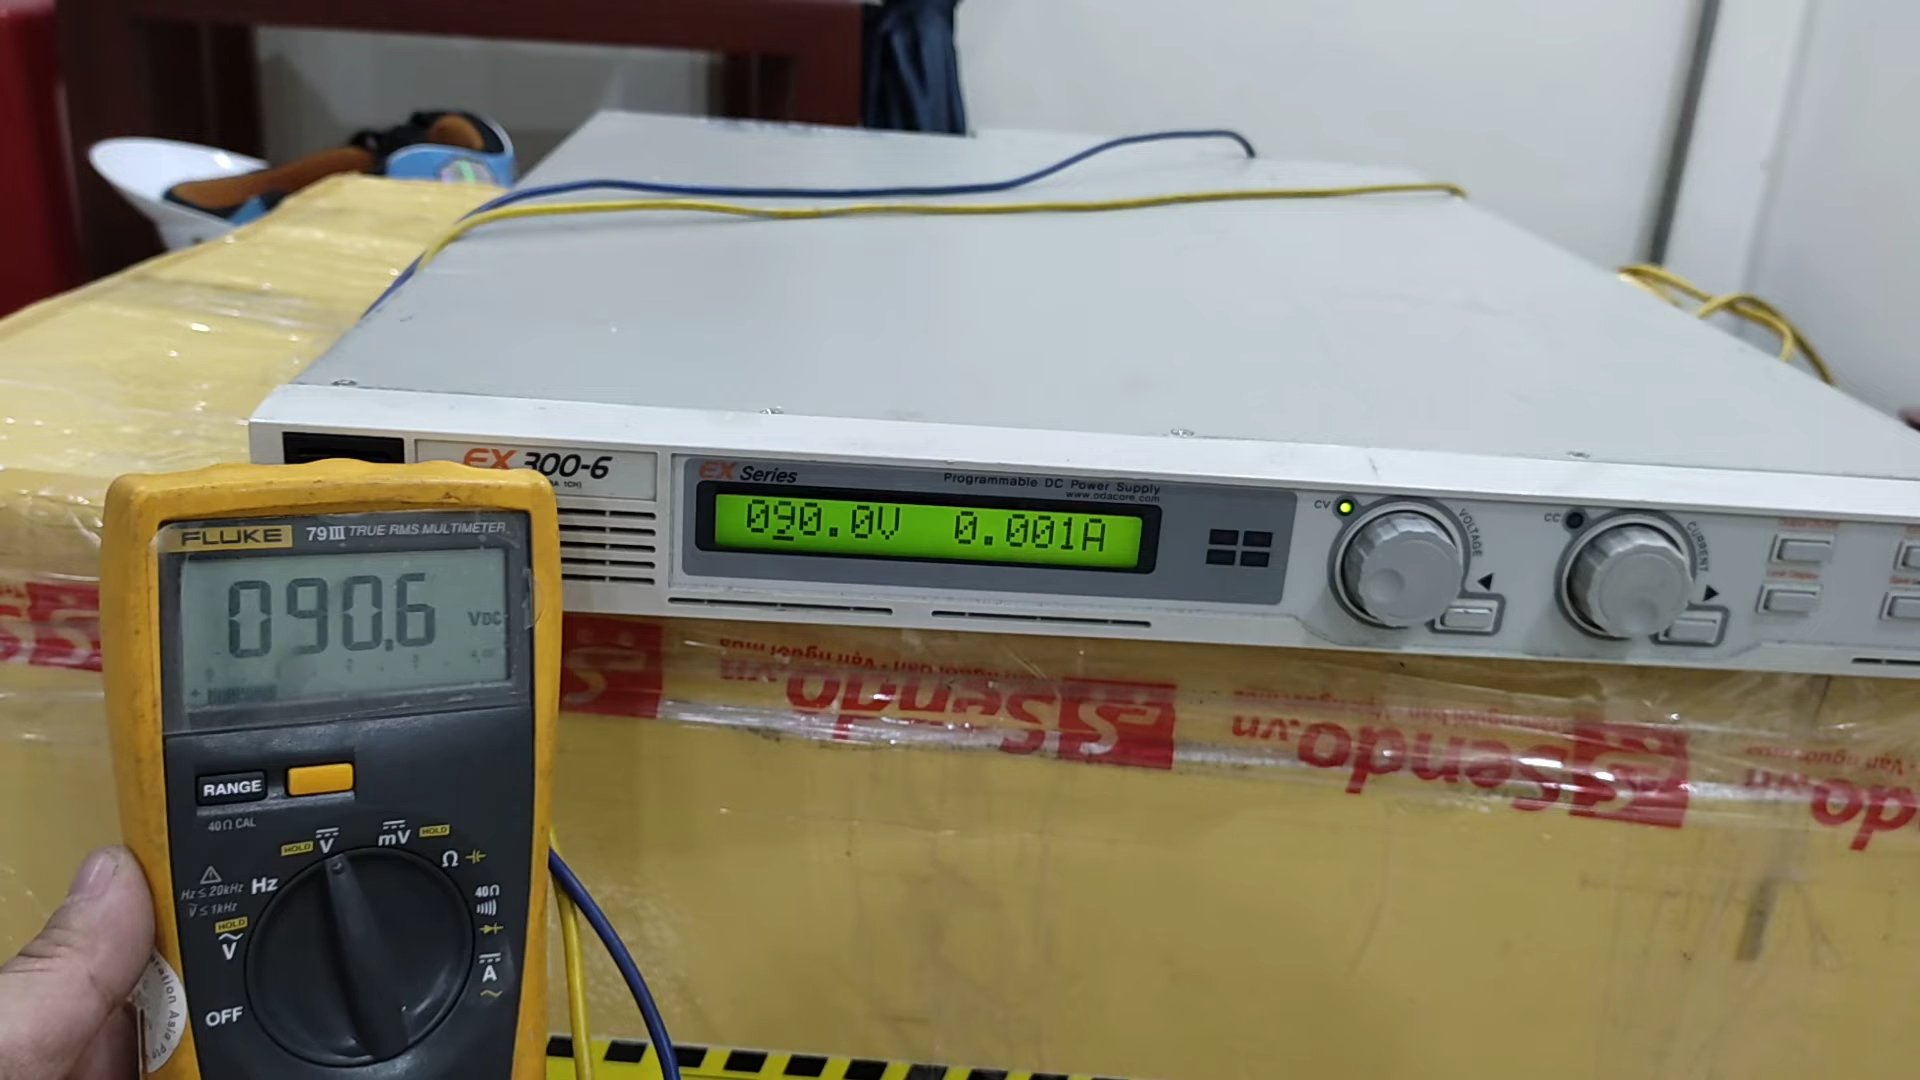 EX 300-6
EX Series
Programmable DC Power Supply
www.odacore.com
090.0V 0.001A
CV
VOLTAGE
CC
CURRENT
FLUKE 79III TRUE RMS MULTIMETER
090.6 VDC
RANGE
40Ω CAL
HOLD
V
mV HOLD
Ω
Hz
Hz ≤ 20kHz
V ≤ 1kHz
40Ω
HOLD
V
A
OFF
Sendo.vn
Sendo.vn